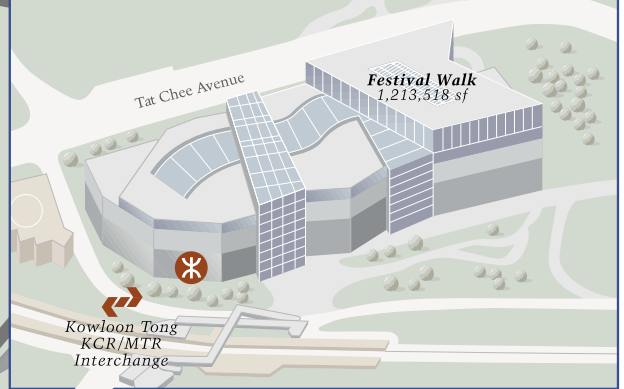 Festival Walk
1,213,518 sf
Tat Chee Avenue
Kowloon Tong
KCR/MTR
Interchange